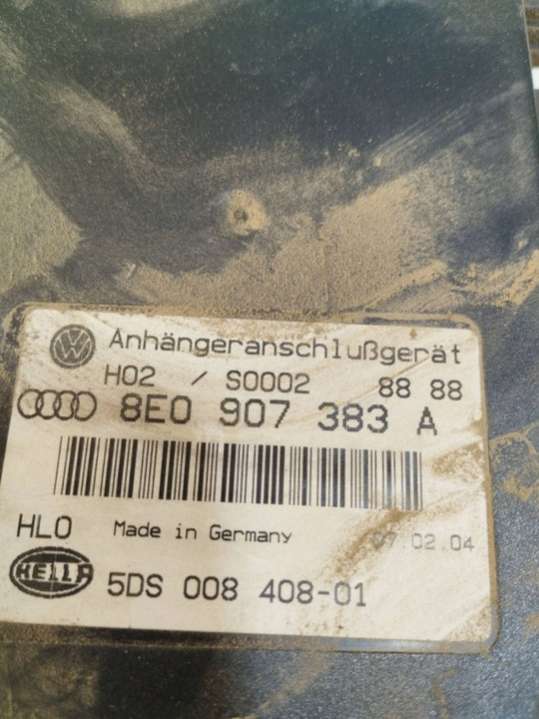 Anhängeranschlußgerät
H02 / S0002 88 88
8E0 907 383 A
HLO Made in Germany 07.02.04
HELLA 5DS 008 408-01